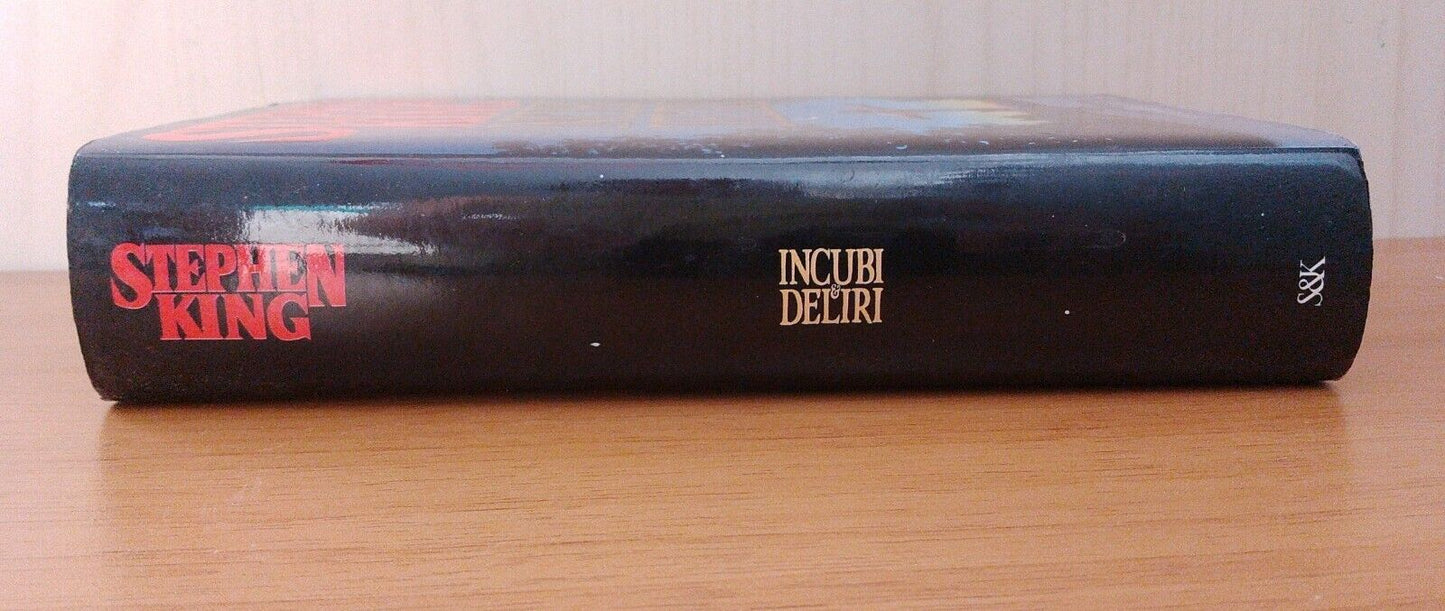 STEPHEN
KING
INCUBI
&
DELIRI
S&K